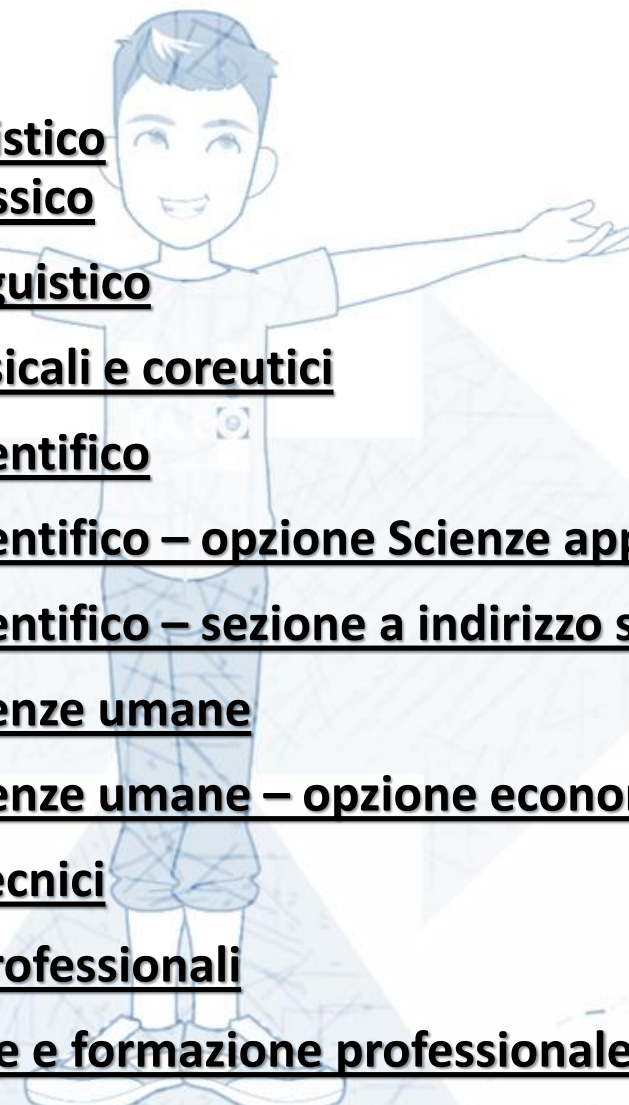 istico
ssico
guistico
sicali e coreutici
entifico
entifico – opzione Scienze app
entifico – sezione a indirizzo s
enze umane
enze umane – opzione econo
ecnici
rofessionali
e e formazione professionale